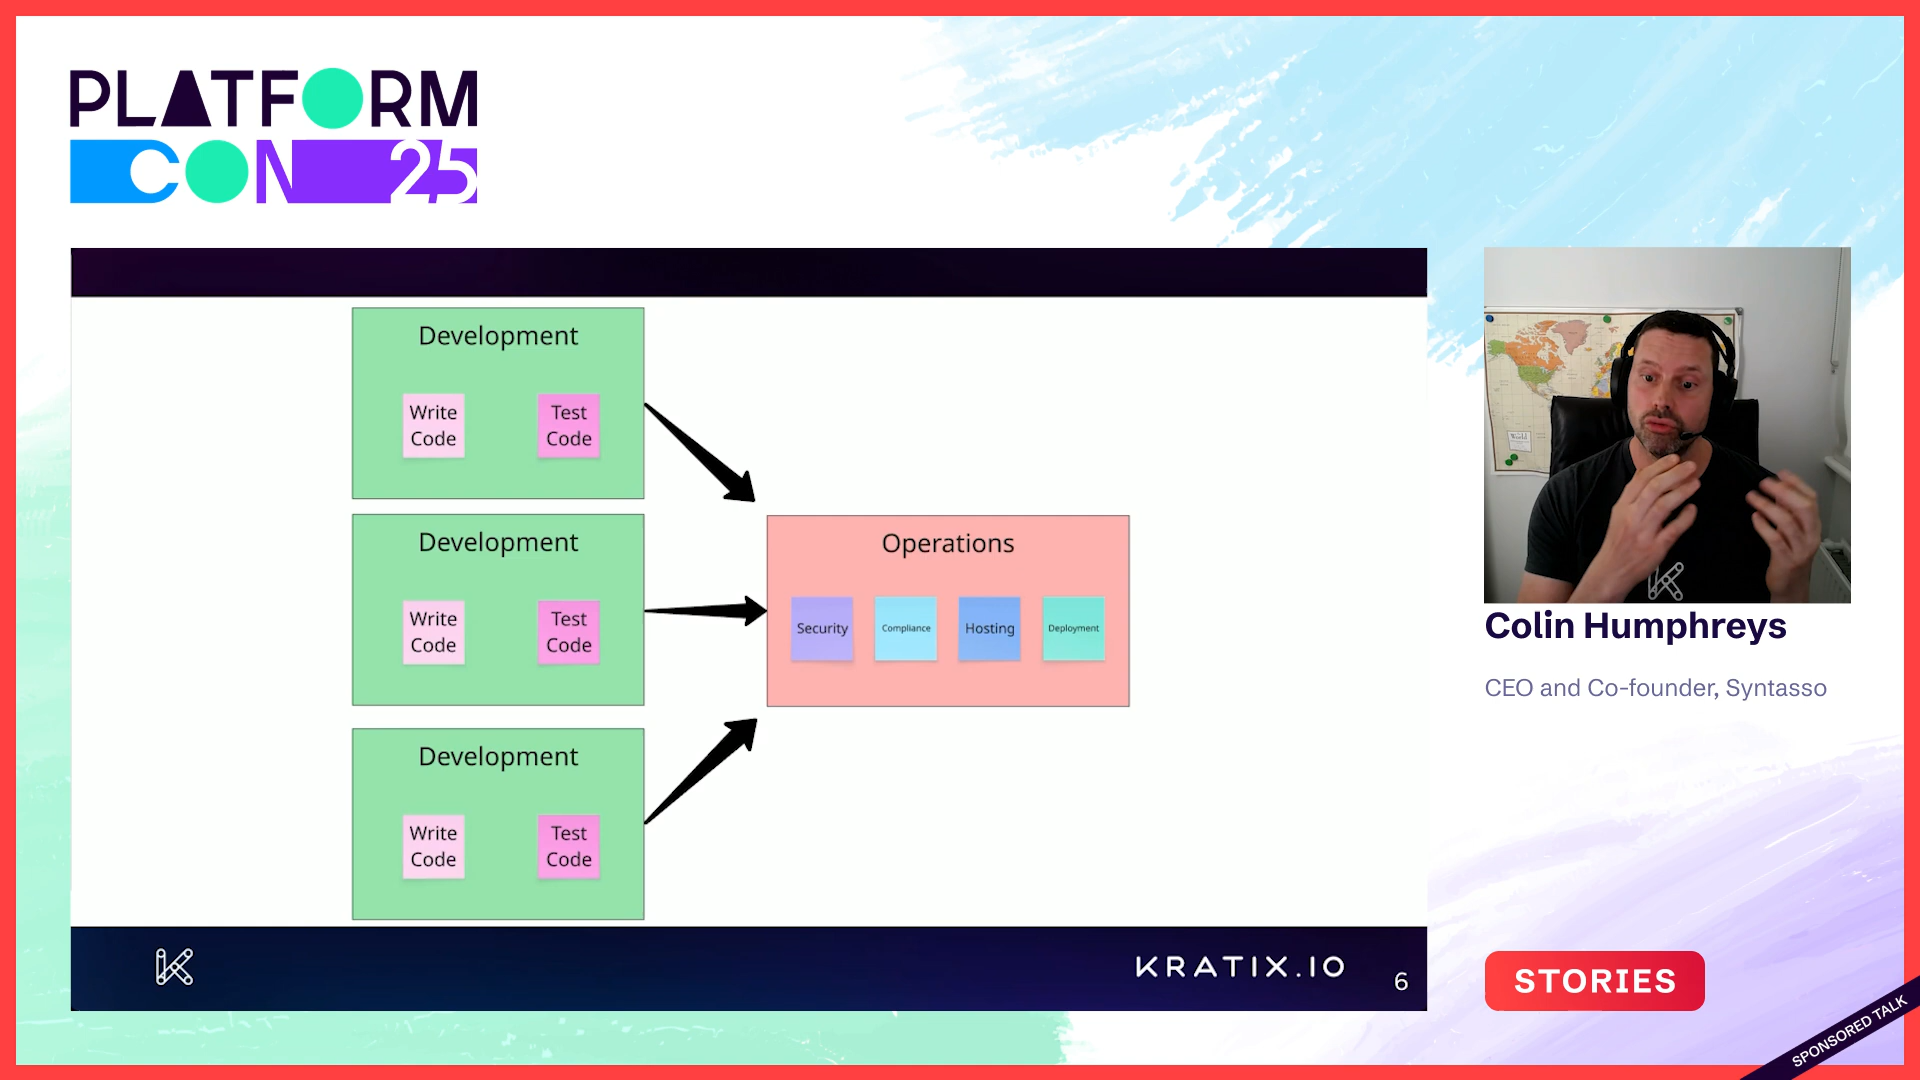 PLATFORM
CON 25
Development
Write
Code
Test
Code
Development
Write
Code
Test
Code
Development
Write
Code
Test
Code
Operations
Security
Compliance
Hosting
Deployment
KRATIX.IO
6
Colin Humphreys
CEO and Co-founder, Syntasso
STORIES
SPONSORED TALK